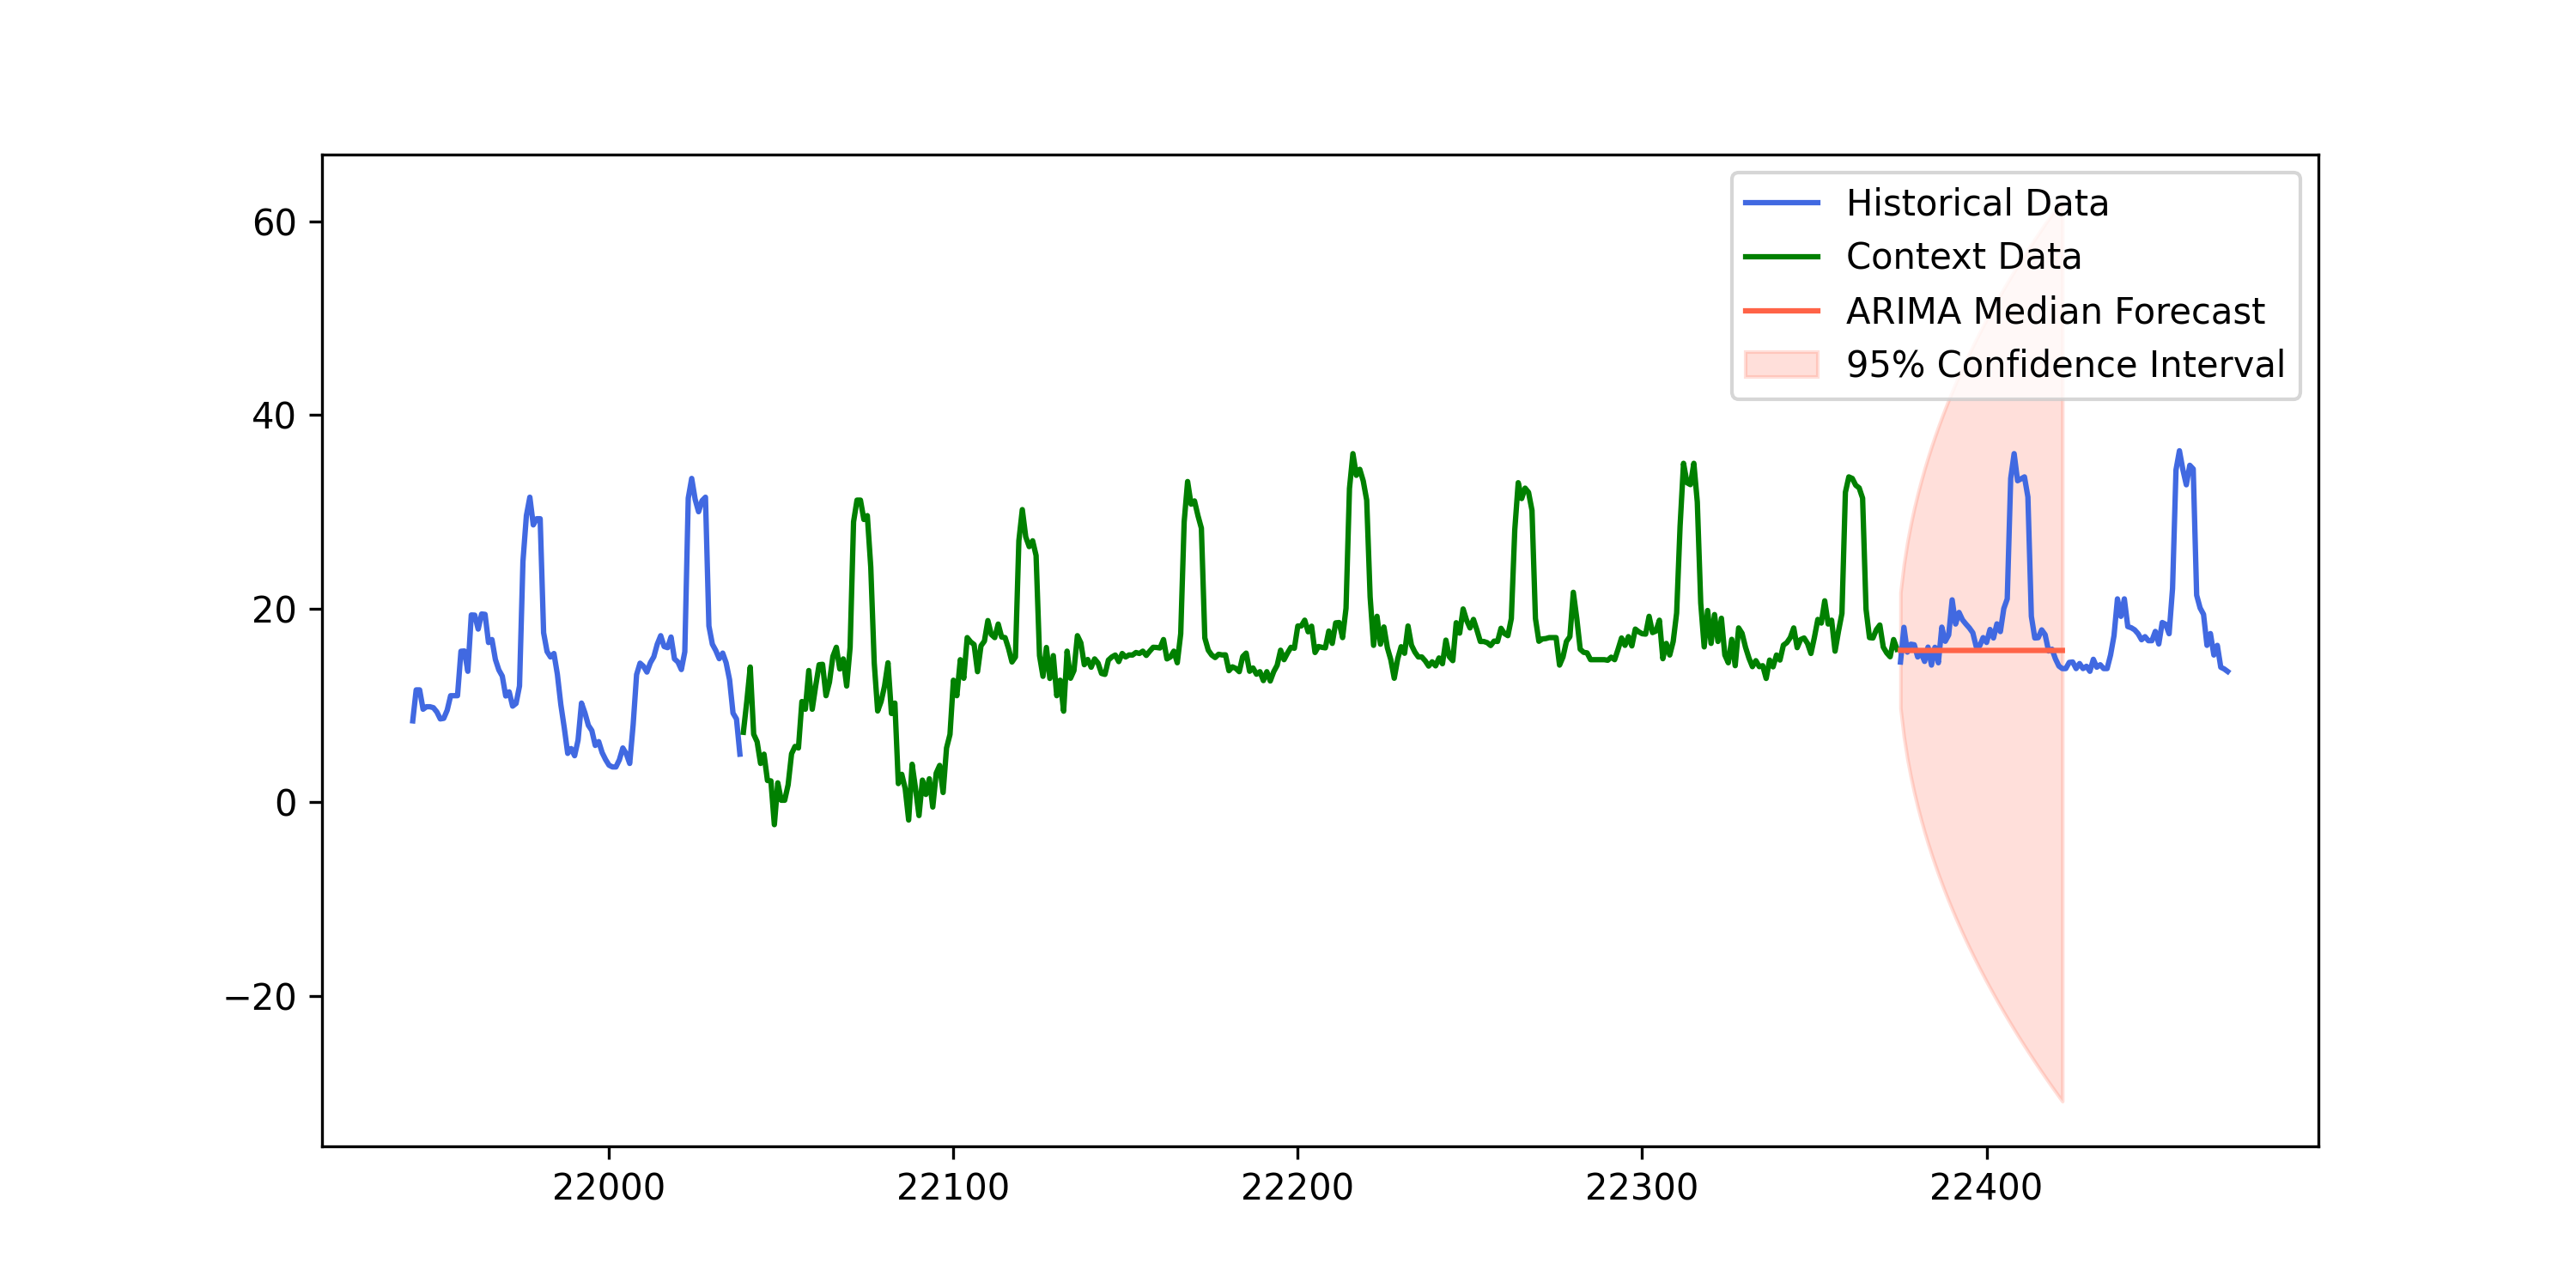 Historical Data
Context Data
ARIMA Median Forecast
95% Confidence Interval
60
40
20
0
−20
22000 22100 22200 22300 22400